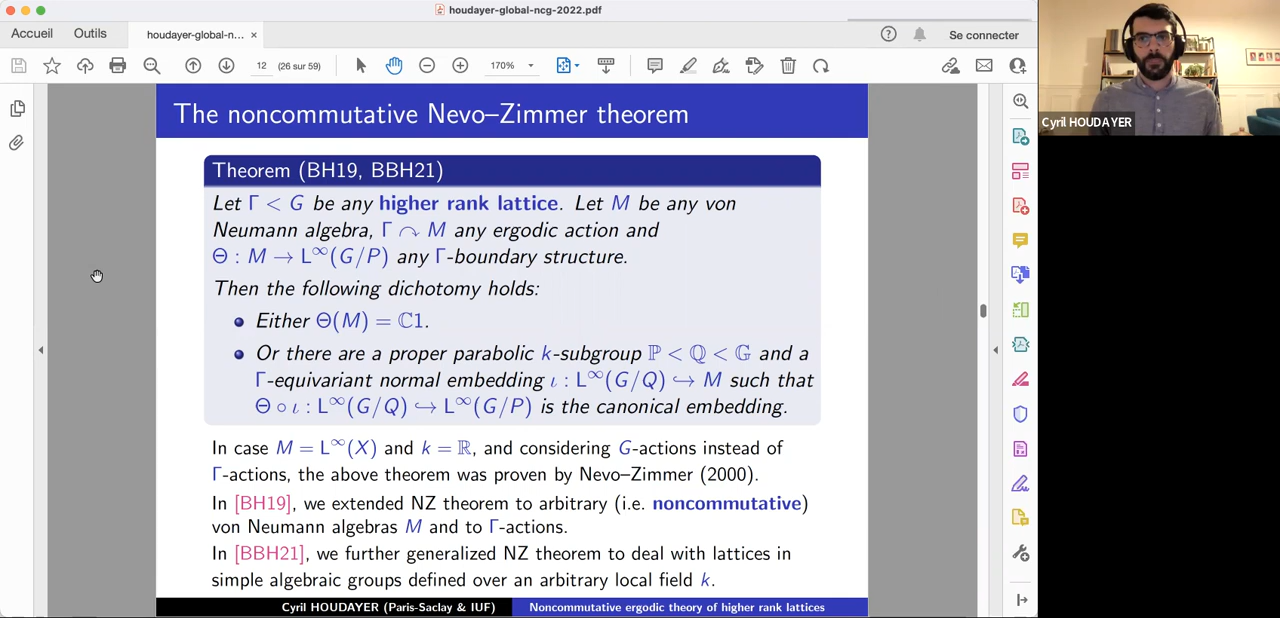 houdayer-global-ncg-2022.pdf
Accueil Outils houdayer-global-n... × Se connecter
12 (26 sur 59) 170%
Cyril HOUDAYER
The noncommutative Nevo–Zimmer theorem
Theorem (BH19, BBH21)
Let Γ < G be any higher rank lattice. Let M be any von
Neumann algebra, Γ ↷ M any ergodic action and
Θ : M → L∞(G/P) any Γ-boundary structure.
Then the following dichotomy holds:
Either Θ(M) = ℂ1.
Or there are a proper parabolic k-subgroup ℙ < ℚ < 𝔾 and a
Γ-equivariant normal embedding ι : L∞(G/Q) ↪ M such that
Θ ∘ ι : L∞(G/Q) ↪ L∞(G/P) is the canonical embedding.
In case M = L∞(X) and k = ℝ, and considering G-actions instead of
Γ-actions, the above theorem was proven by Nevo–Zimmer (2000).
In [BH19], we extended NZ theorem to arbitrary (i.e. noncommutative)
von Neumann algebras M and to Γ-actions.
In [BBH21], we further generalized NZ theorem to deal with lattices in
simple algebraic groups defined over an arbitrary local field k.
Cyril HOUDAYER (Paris-Saclay & IUF) Noncommutative ergodic theory of higher rank lattices